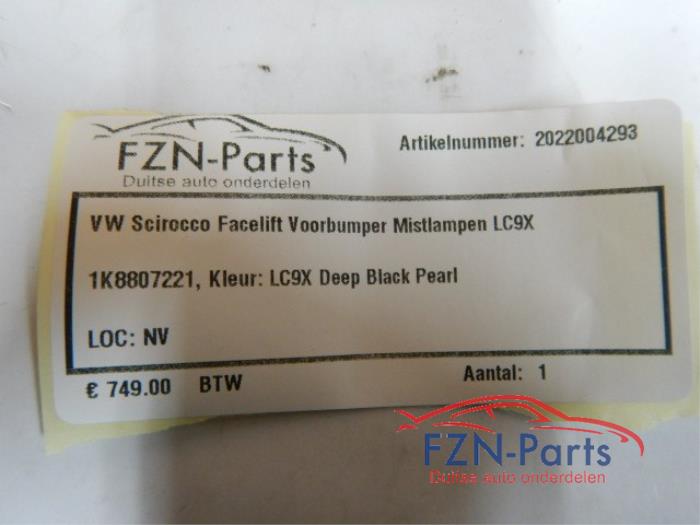 FZN-Parts
Duitse auto onderdelen
Artikelnummer: 2022004293
VW Scirocco Facelift Voorbumper Mistlampen LC9X
1K8807221, Kleur: LC9X Deep Black Pearl
LOC: NV
€ 749.00 BTW
Aantal: 1
FZN-Parts
Duitse auto onderdelen